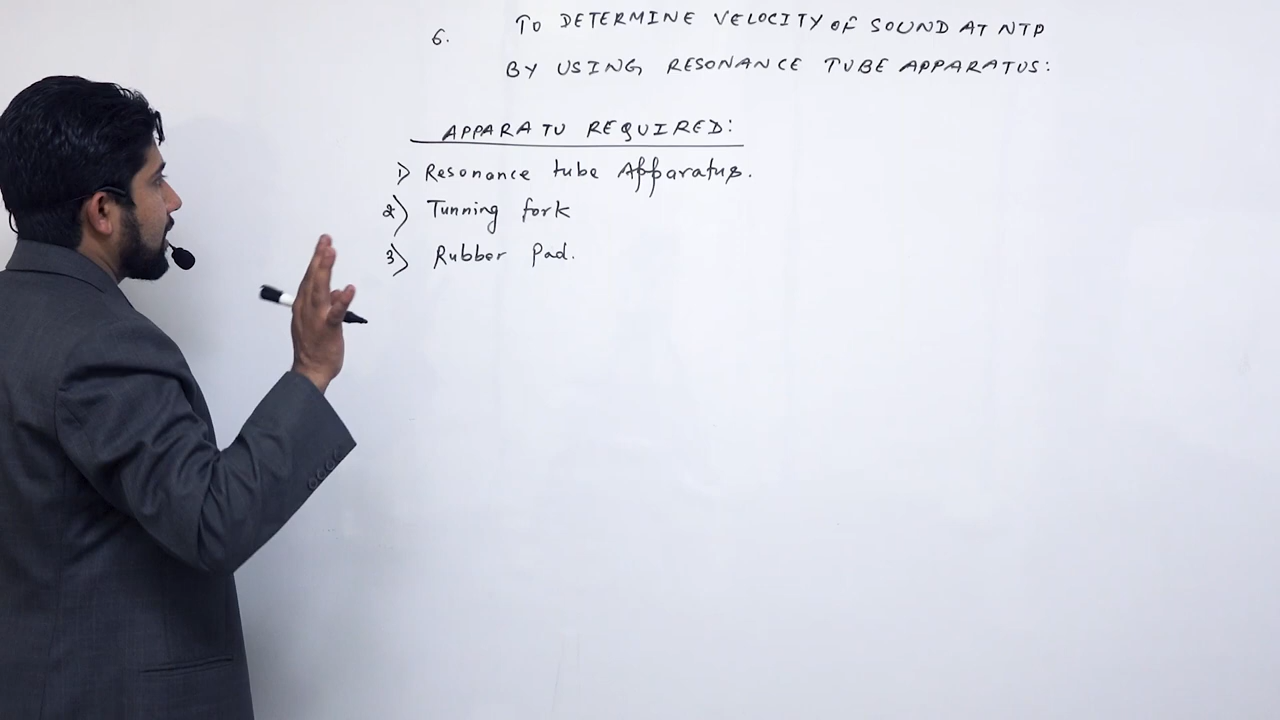 6. TO DETERMINE VELOCITY OF SOUND AT NTP
BY USING RESONANCE TUBE APPARATUS:
APPARATU REQUIRED:
1) Resonance tube Apparatus.
2) Tunning fork
3) Rubber Pad.